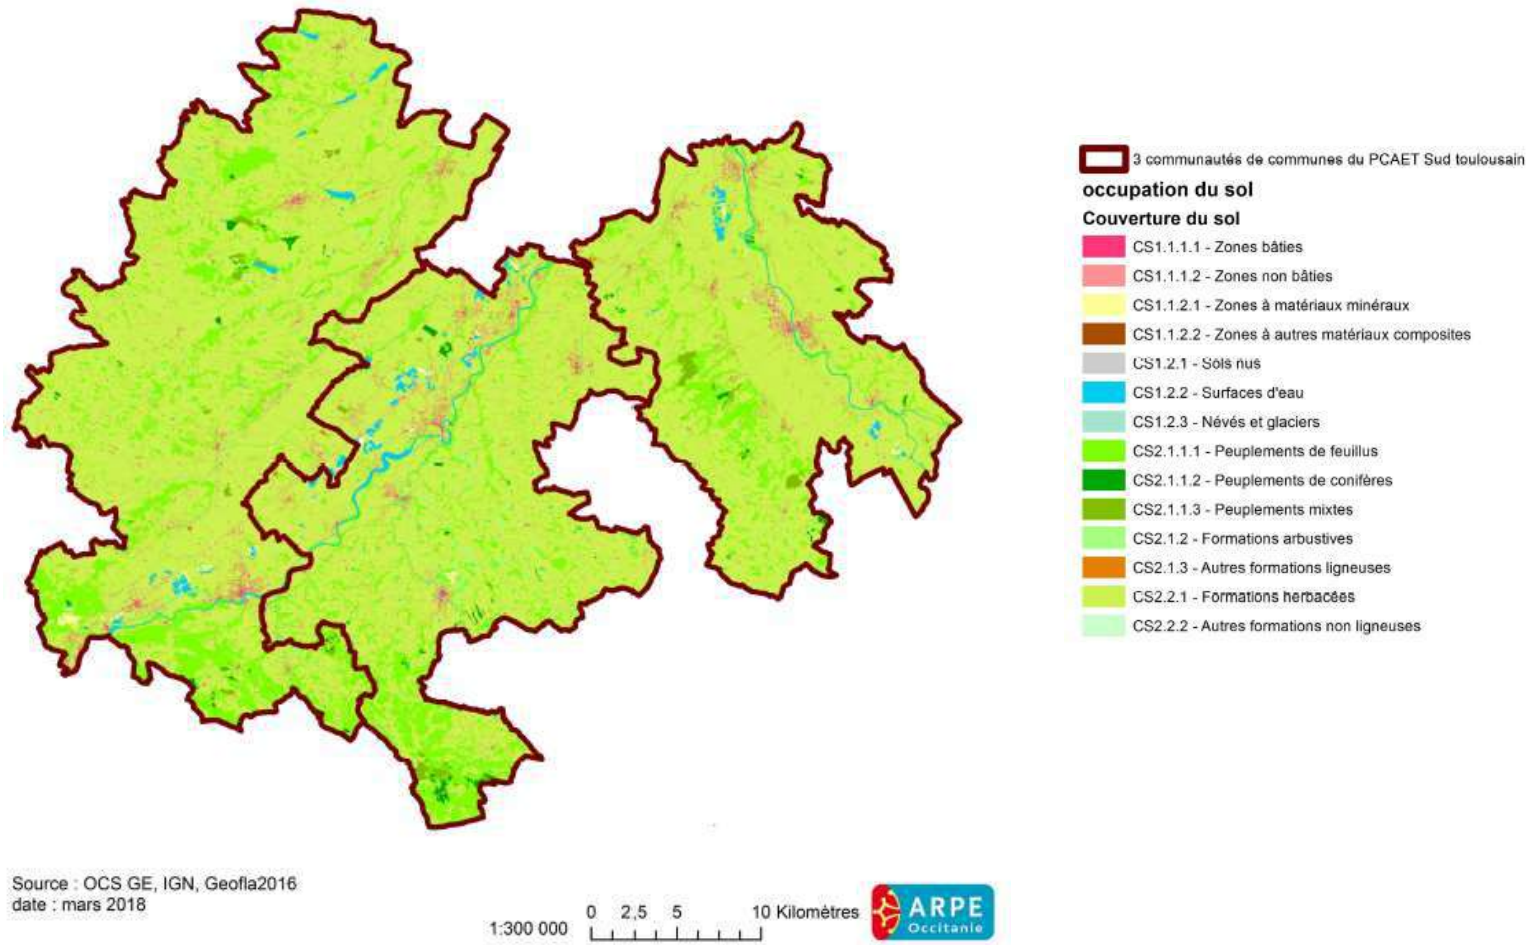 3 communautés de communes du PCAET Sud toulousain
occupation du sol
Couverture du sol
CS1.1.1.1 - Zones bâties
CS1.1.1.2 - Zones non bâties
CS1.1.2.1 - Zones à matériaux minéraux
CS1.1.2.2 - Zones à autres matériaux composites
CS1.2.1 - Sols nus
CS1.2.2 - Surfaces d'eau
CS1.2.3 - Névés et glaciers
CS2.1.1.1 - Peuplements de feuillus
CS2.1.1.2 - Peuplements de conifères
CS2.1.1.3 - Peuplements mixtes
CS2.1.2 - Formations arbustives
CS2.1.3 - Autres formations ligneuses
CS2.2.1 - Formations herbacées
CS2.2.2 - Autres formations non ligneuses
Source : OCS GE, IGN, Geofla2016
date : mars 2018
1:300 000
0 2,5 5 10 Kilomètres
ARPE
Occitanie